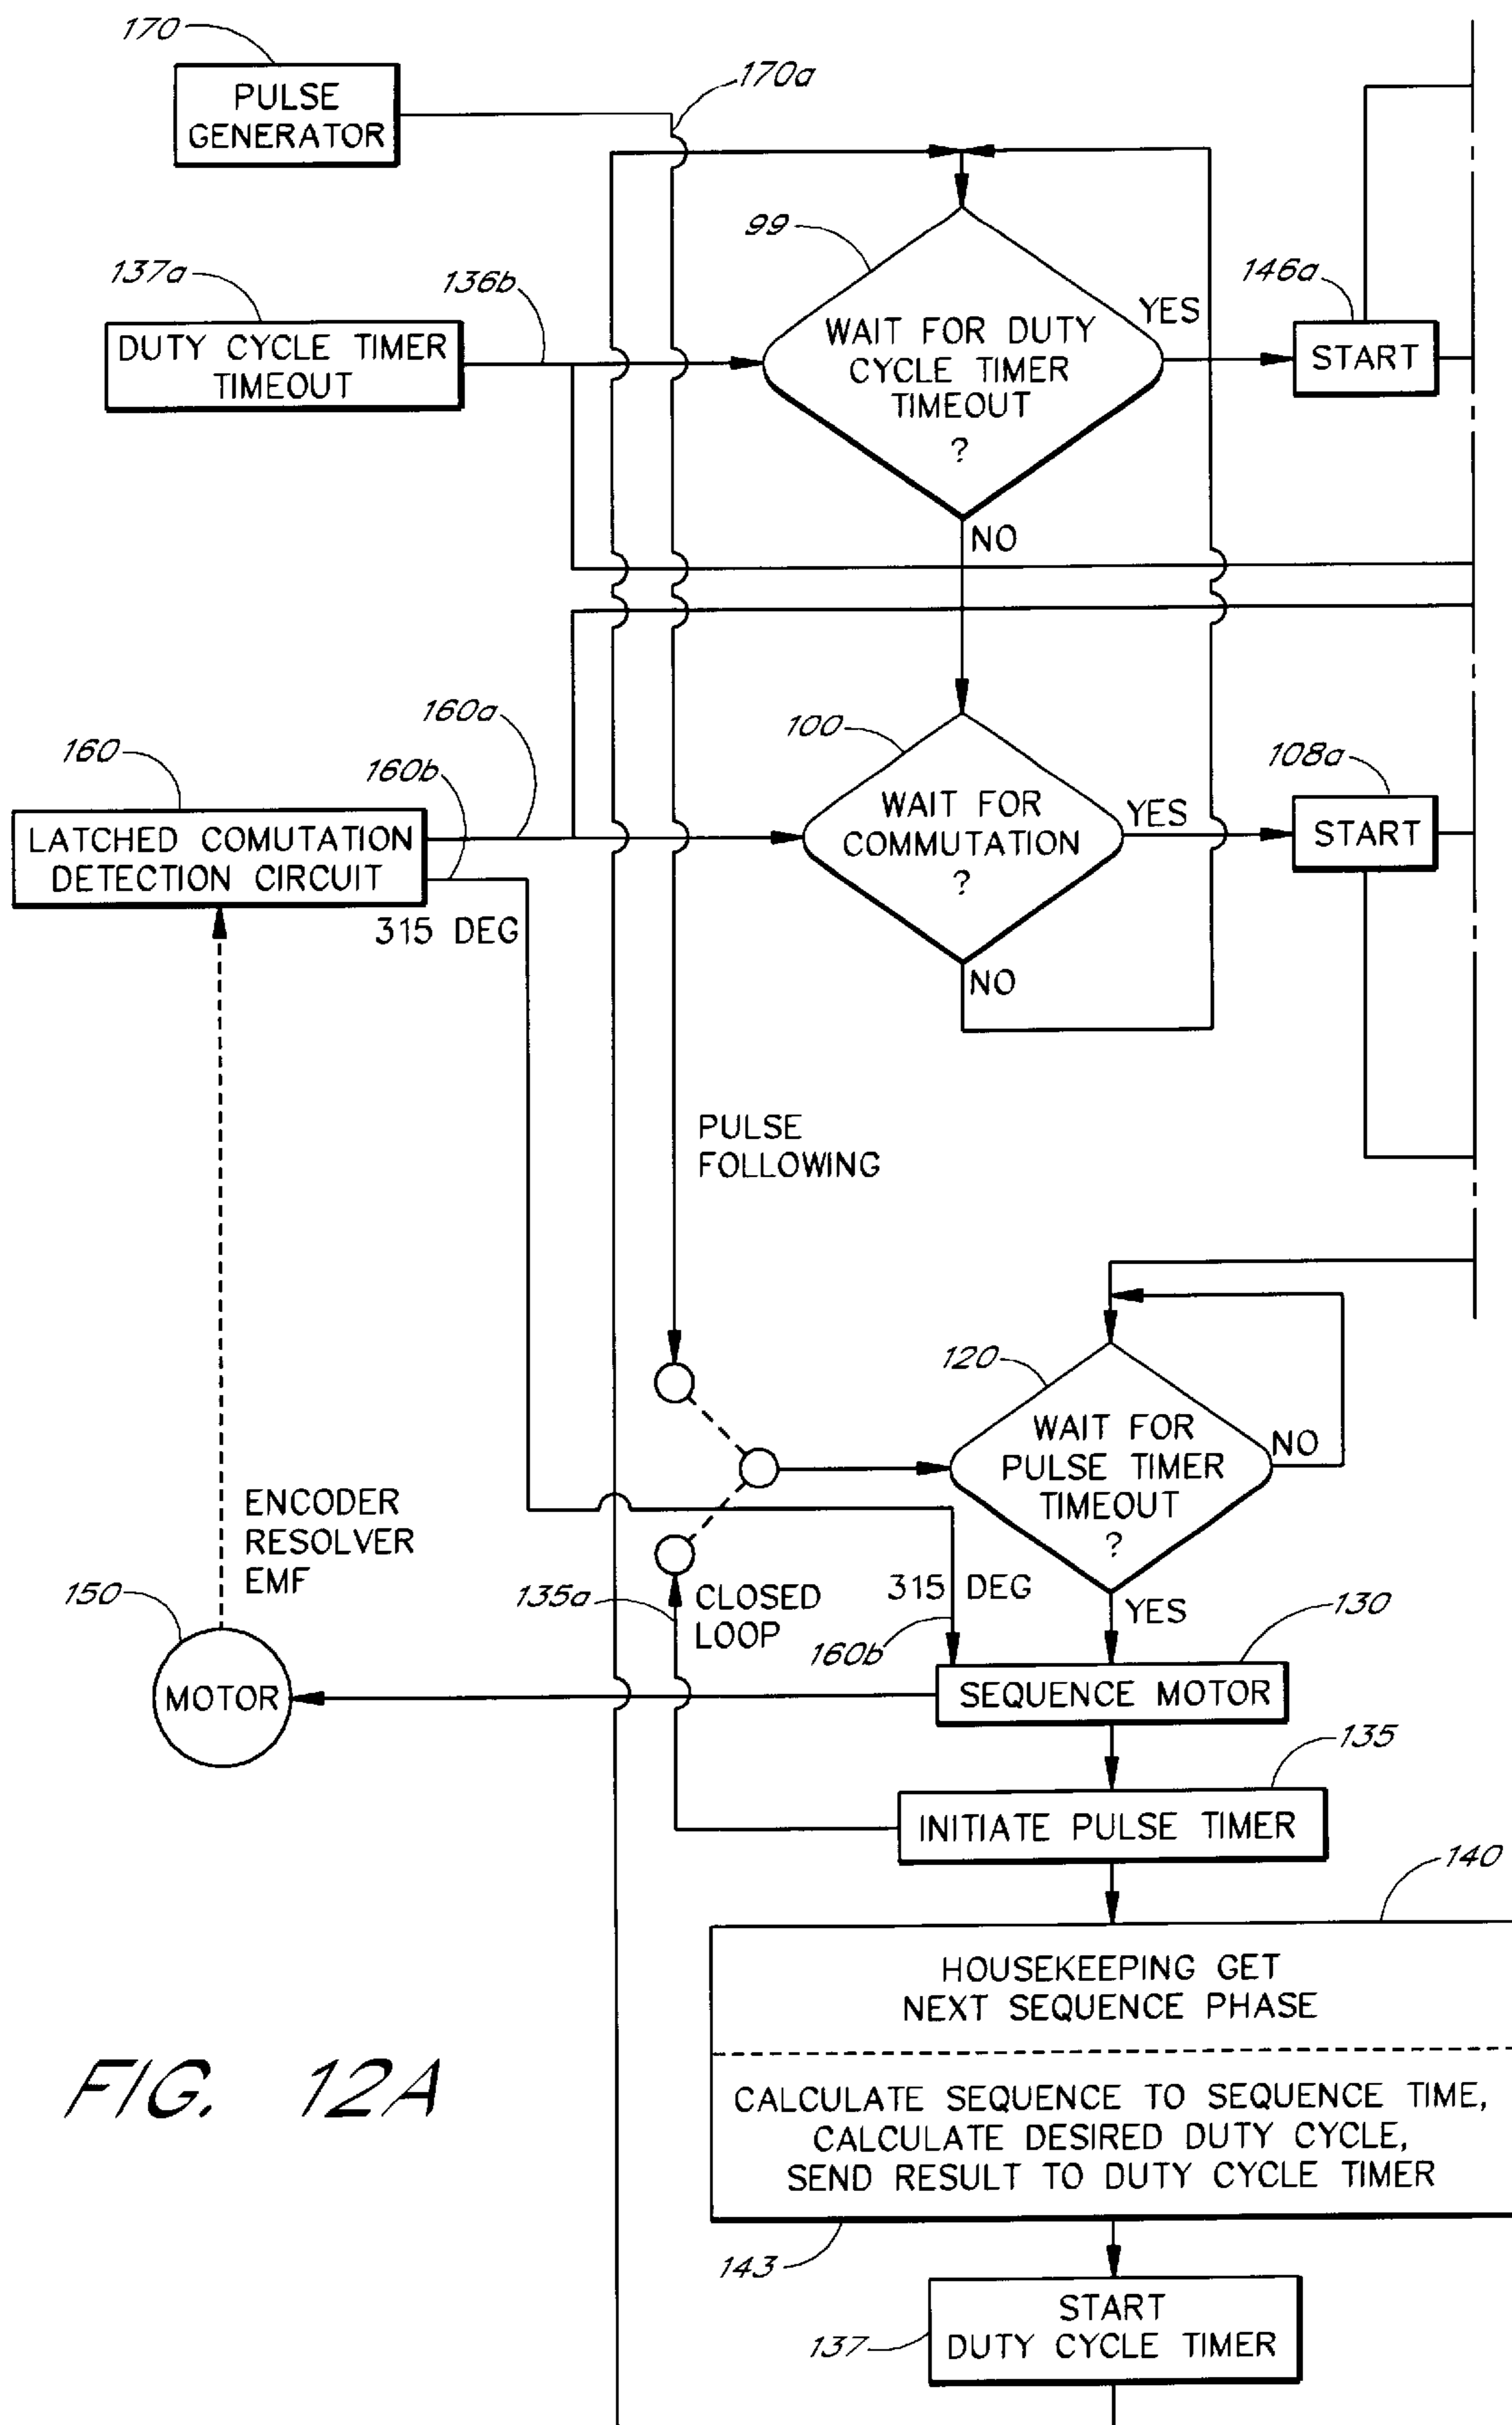 170
PULSE
GENERATOR
170a
99
137a
136b
146a
DUTY CYCLE TIMER
TIMEOUT
WAIT FOR DUTY
CYCLE TIMER
TIMEOUT
?
YES
START
NO
160a
100
160
160b
108a
LATCHED COMUTATION
DETECTION CIRCUIT
WAIT FOR
COMMUTATION
?
YES
START
315 DEG
NO
PULSE
FOLLOWING
120
WAIT FOR
PULSE TIMER
TIMEOUT
?
NO
ENCODER
RESOLVER
EMF
150
135a
CLOSED
LOOP
315 DEG
160b
YES
130
MOTOR
SEQUENCE MOTOR
135
INITIATE PULSE TIMER
140
HOUSEKEEPING GET
NEXT SEQUENCE PHASE
CALCULATE SEQUENCE TO SEQUENCE TIME,
CALCULATE DESIRED DUTY CYCLE,
SEND RESULT TO DUTY CYCLE TIMER
FIG. 12A
143
START
DUTY CYCLE TIMER
137